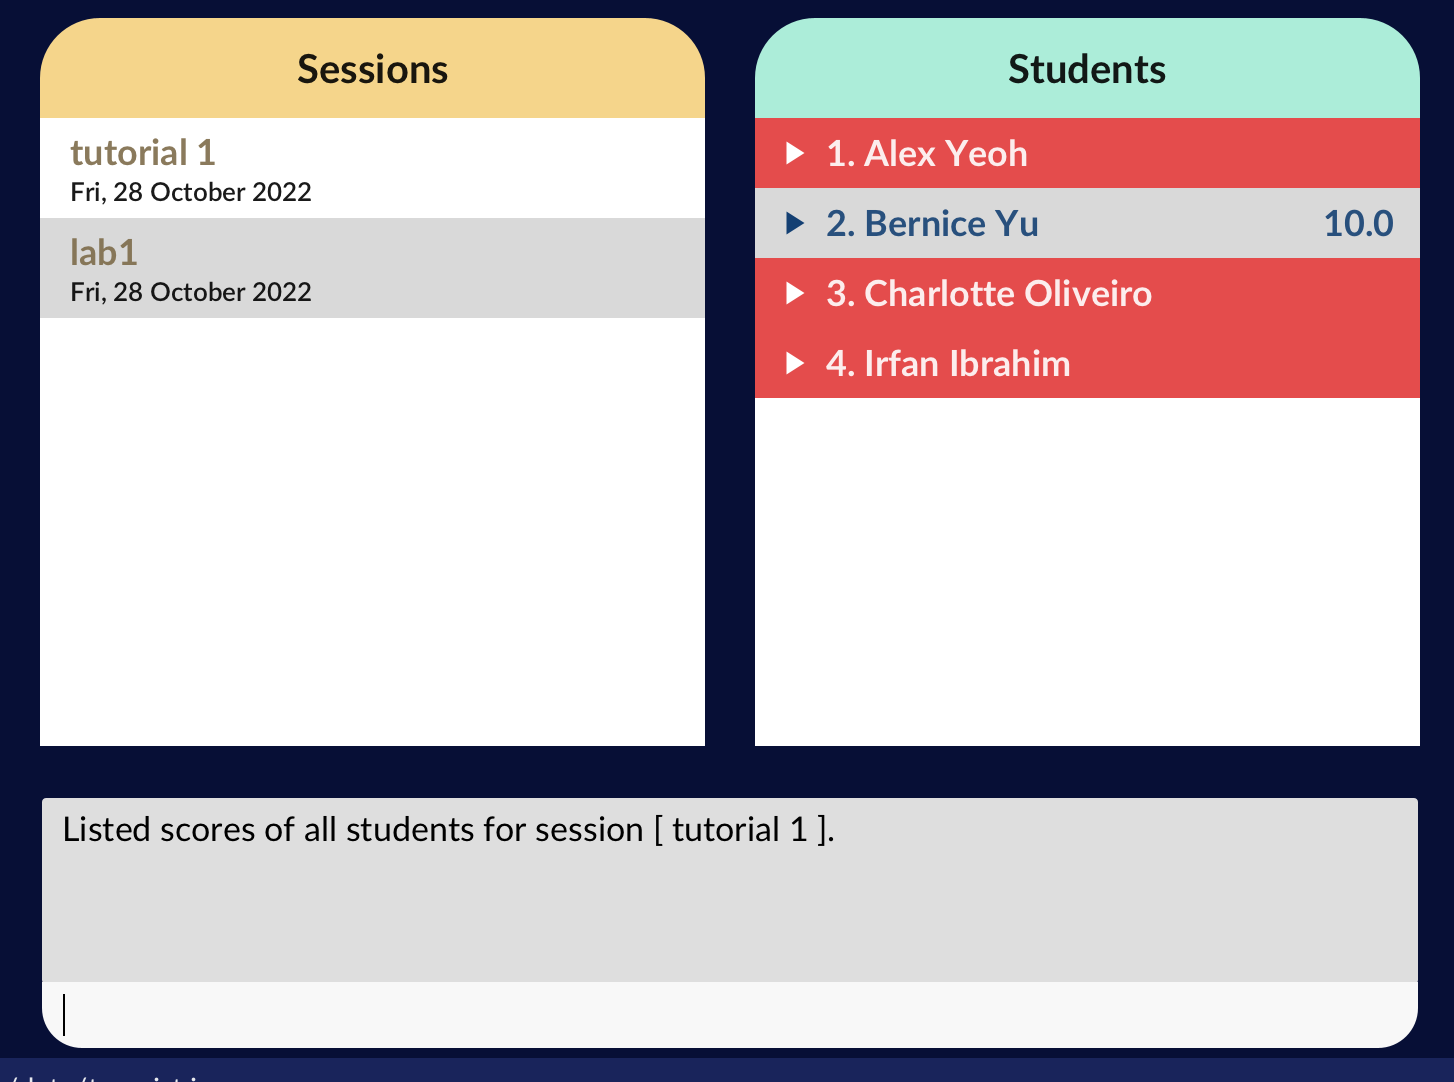 Sessions
tutorial 1
Fri, 28 October 2022
lab1
Fri, 28 October 2022
Students
1. Alex Yeoh
2. Bernice Yu 10.0
3. Charlotte Oliveiro
4. Irfan Ibrahim
Listed scores of all students for session [ tutorial 1 ].